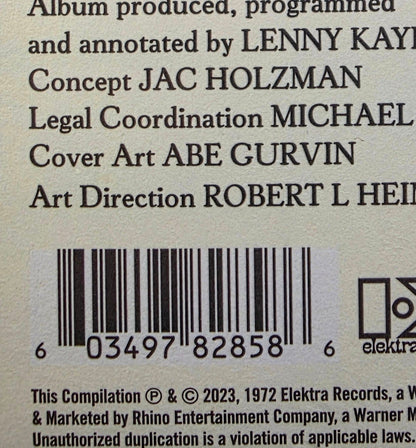 Album produced, programmed
and annotated by LENNY KAYE
Concept JAC HOLZMAN
Legal Coordination MICHAEL
Cover Art ABE GURVIN
Art Direction ROBERT L HEI
6 03497 82858 6
elektra
This Compilation Ⓟ & © 2023, 1972 Elektra Records, a W
& Marketed by Rhino Entertainment Company, a Warner M
Unauthorized duplication is a violation of applicable laws.